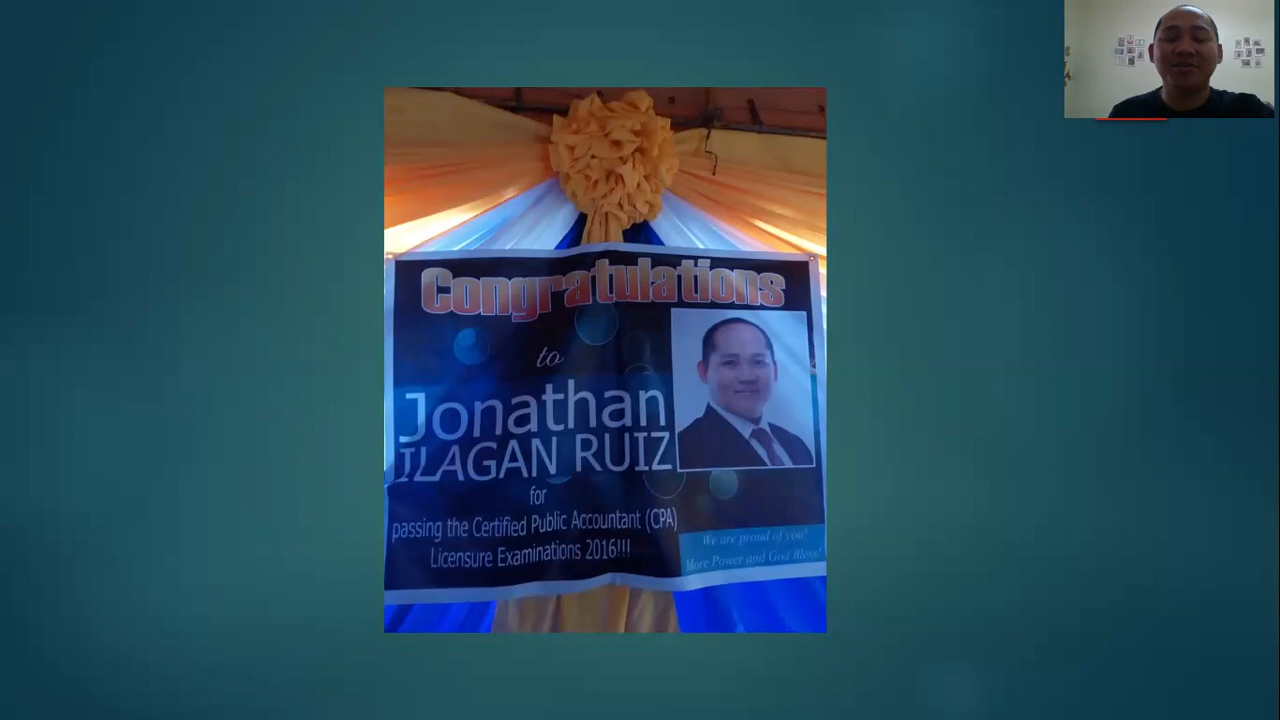 Congratulations
to
Jonathan
ILAGAN RUIZ
for
passing the Certified Public Accountant (CPA)
Licensure Examinations 2016!!!
We are proud of you!
More Power and God Bless!